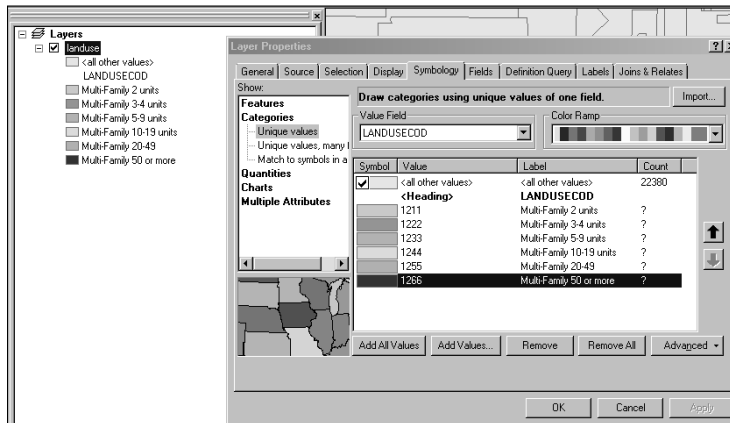 Layers
landuse
<all other values>
LANDUSECOD
Multi-Family 2 units
Multi-Family 3-4 units
Multi-Family 5-9 units
Multi-Family 10-19 units
Multi-Family 20-49
Multi-Family 50 or more
Layer Properties
General Source Selection Display Symbology Fields Definition Query Labels Joins & Relates
Show:
Features
Categories
Unique values
Unique values, many
Match to symbols in a
Quantities
Charts
Multiple Attributes
Draw categories using unique values of one field.
Import...
Value Field
LANDUSECOD
Color Ramp
Symbol Value Label Count
<all other values> <all other values> 22380
<Heading> LANDUSECOD
1211 Multi-Family 2 units ?
1222 Multi-Family 3-4 units ?
1233 Multi-Family 5-9 units ?
1244 Multi-Family 10-19 units ?
1255 Multi-Family 20-49 ?
1266 Multi-Family 50 or more ?
Add All Values Add Values... Remove Remove All Advanced
OK Cancel Apply